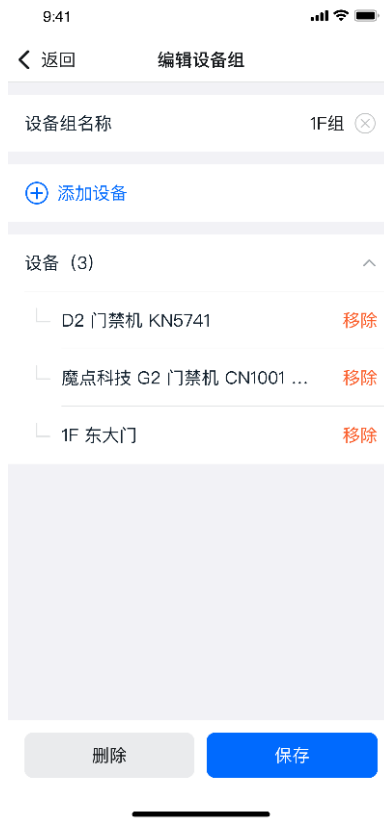 9:41
返回 编辑设备组
设备组名称 1F组
添加设备
设备（3）
D2 门禁机 KN5741 移除
魔点科技 G2 门禁机 CN1001 ... 移除
1F 东大门 移除
删除 保存